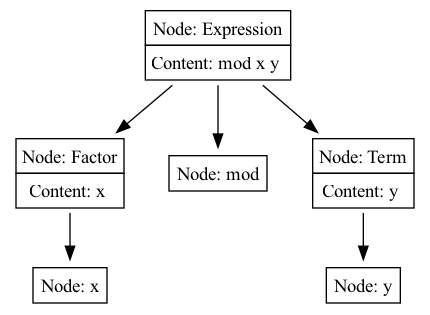 Node: Expression
Content: mod x y
Node: Factor
Content: x
Node: mod
Node: Term
Content: y
Node: x
Node: y